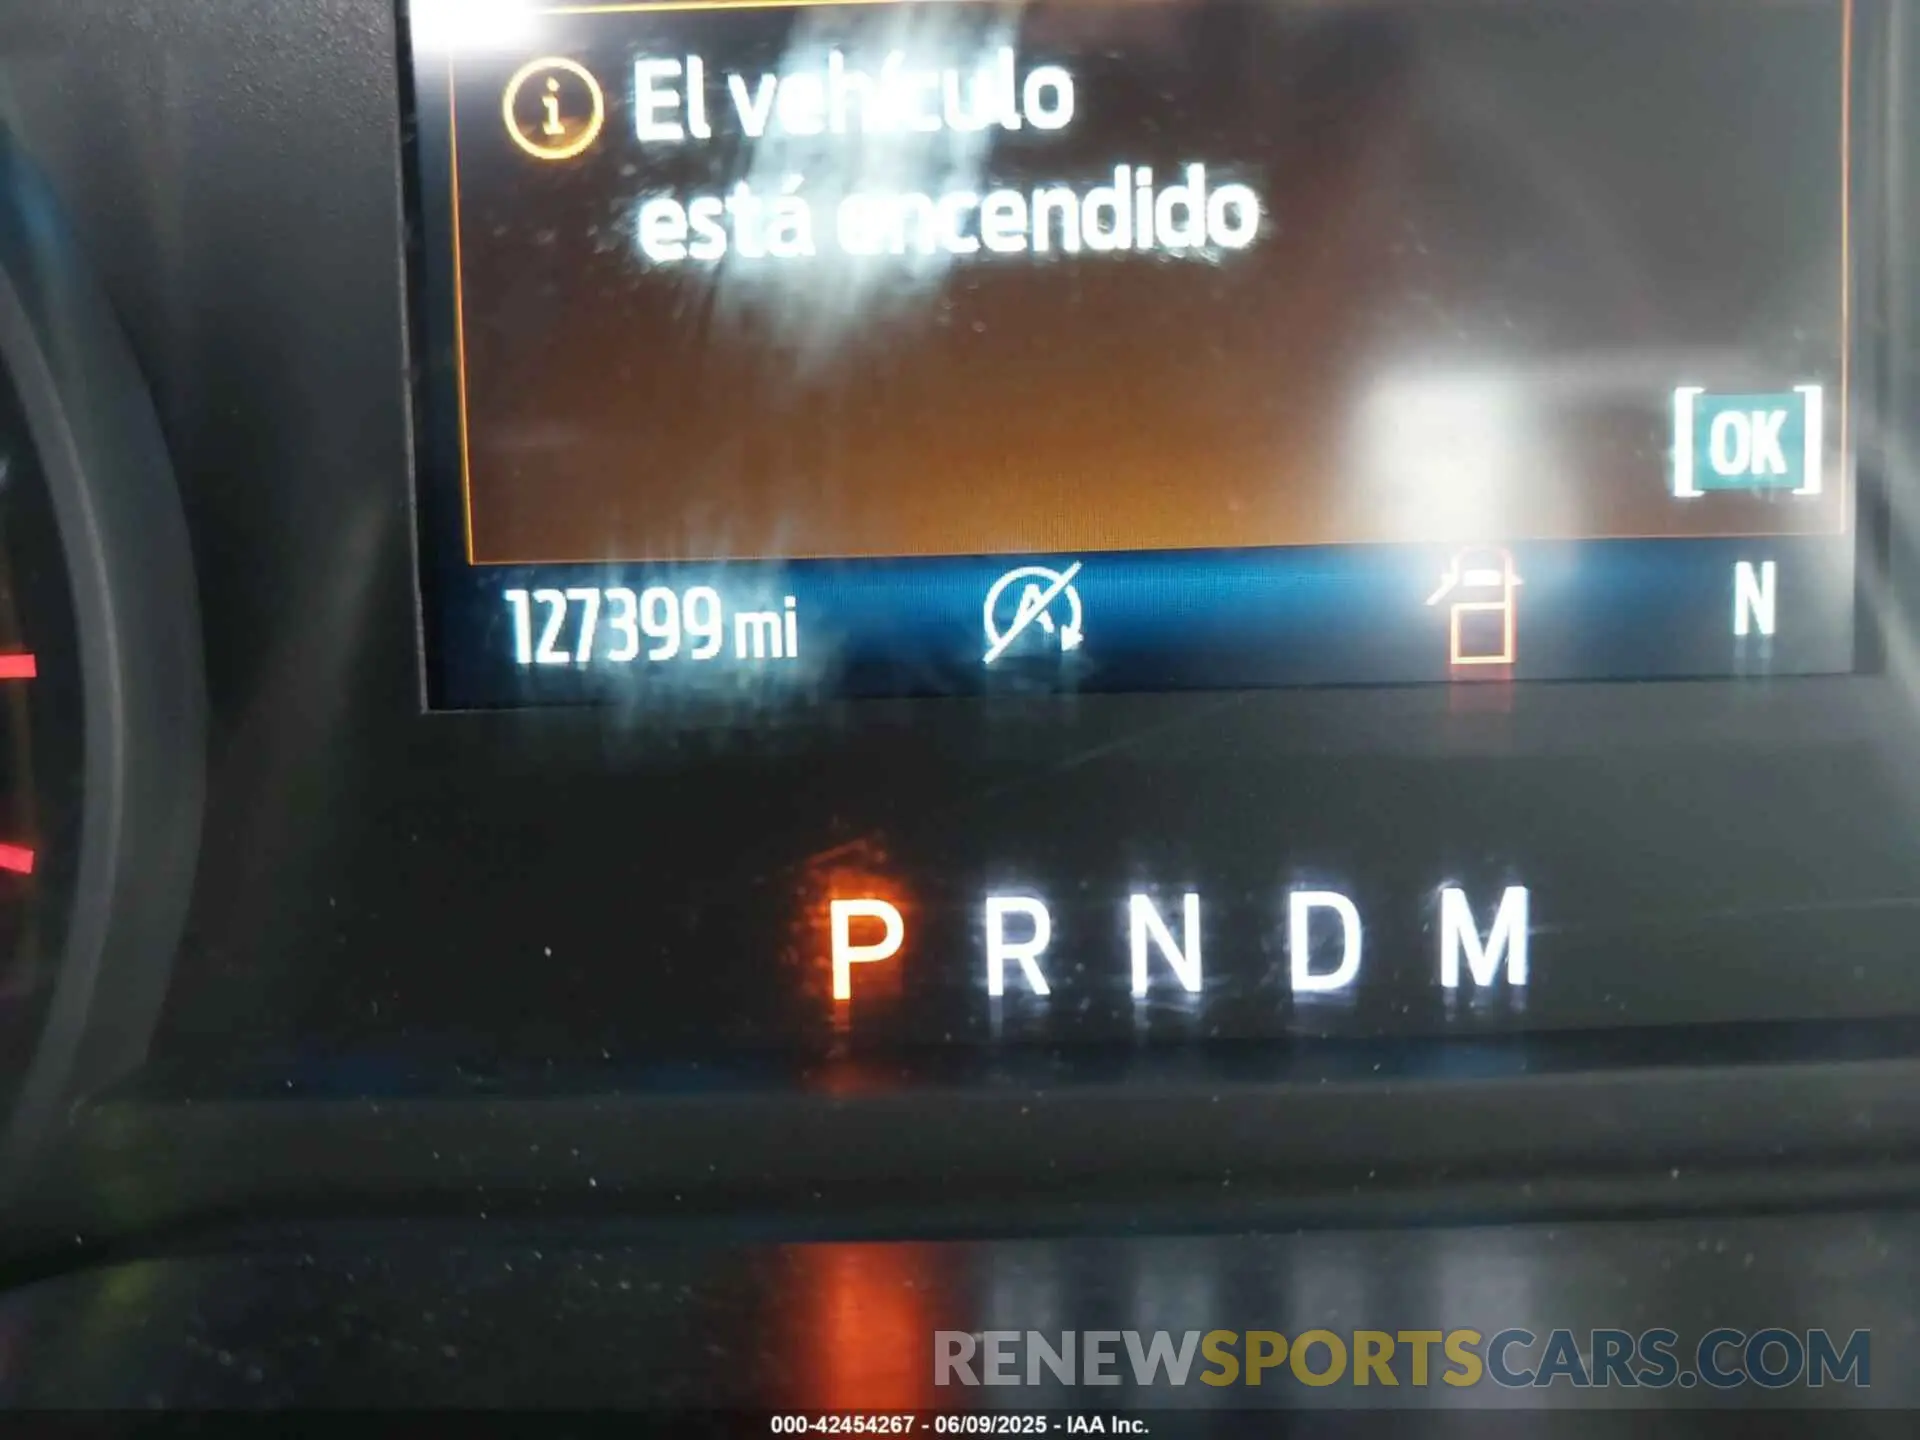 i El vehículo
está encendido
[OK]
127399 mi A N
P R N D M
RENEWSPORTSCARS.COM
000-42454267 - 06/09/2025 - IAA Inc.